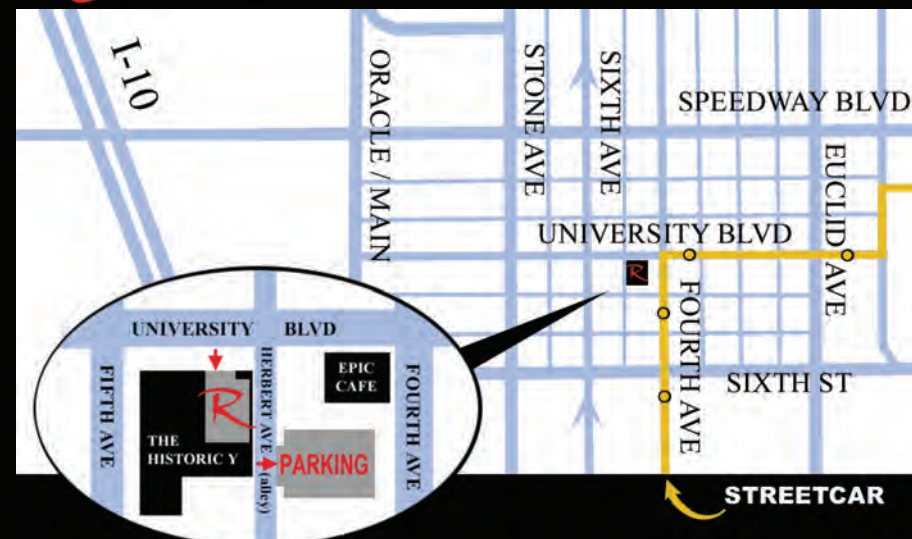 I-10
ORACLE / MAIN
STONE AVE
SIXTH AVE
SPEEDWAY BLVD
EUCLID AVE
UNIVERSITY BLVD
R
FOURTH AVE
SIXTH ST
STREETCAR
UNIVERSITY BLVD
FIFTH AVE
R
HERBERT AVE (alley)
EPIC
CAFE
FOURTH AVE
THE
HISTORIC Y
PARKING